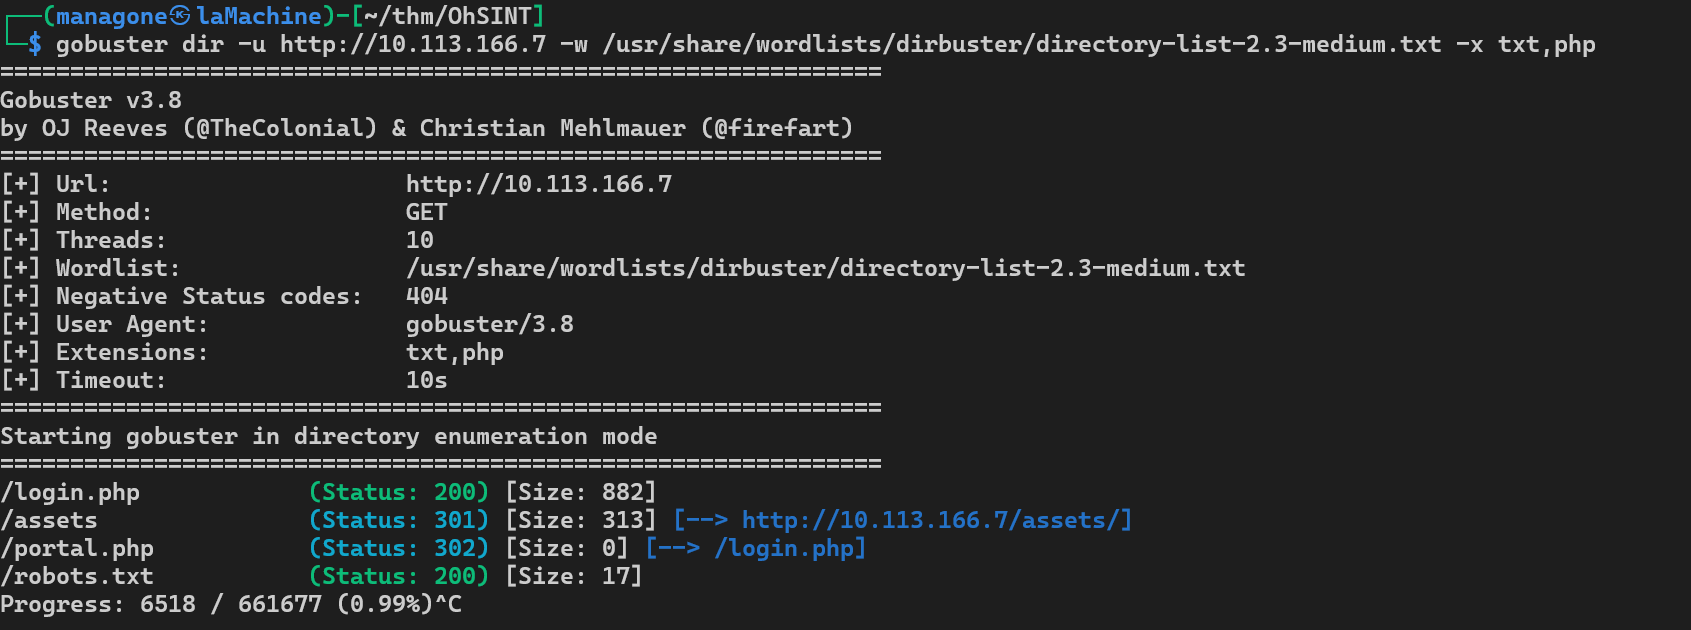 ┌──(managone㉿laMachine)-[~/thm/OhSINT]
└─$ gobuster dir -u http://10.113.166.7 -w /usr/share/wordlists/dirbuster/directory-list-2.3-medium.txt -x txt,php
===============================================================
Gobuster v3.8
by OJ Reeves (@TheColonial) & Christian Mehlmauer (@firefart)
===============================================================
[+] Url:                     http://10.113.166.7
[+] Method:                  GET
[+] Threads:                 10
[+] Wordlist:                /usr/share/wordlists/dirbuster/directory-list-2.3-medium.txt
[+] Negative Status codes:   404
[+] User Agent:              gobuster/3.8
[+] Extensions:              txt,php
[+] Timeout:                 10s
===============================================================
Starting gobuster in directory enumeration mode
===============================================================
/login.php            (Status: 200) [Size: 882]
/assets               (Status: 301) [Size: 313] [--> http://10.113.166.7/assets/]
/portal.php           (Status: 302) [Size: 0] [--> /login.php]
/robots.txt           (Status: 200) [Size: 17]
Progress: 6518 / 661677 (0.99%)^C